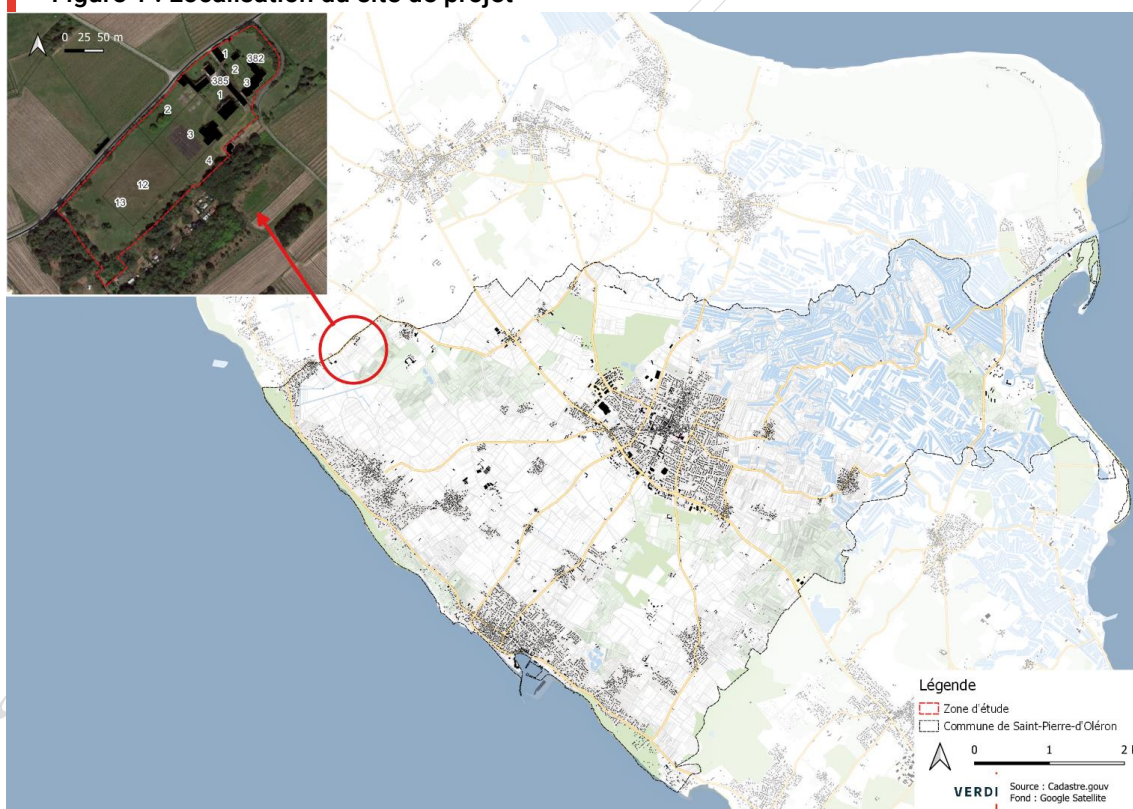 Figure 1 : Localisation du site de projet
0 25 50 m
1
382
2
385
3
1
2
3
4
12
13
Légende
Zone d'étude
Commune de Saint-Pierre-d'Oléron
0 1 2
VERDI
Source : Cadastre.gouv
Fond : Google Satellite